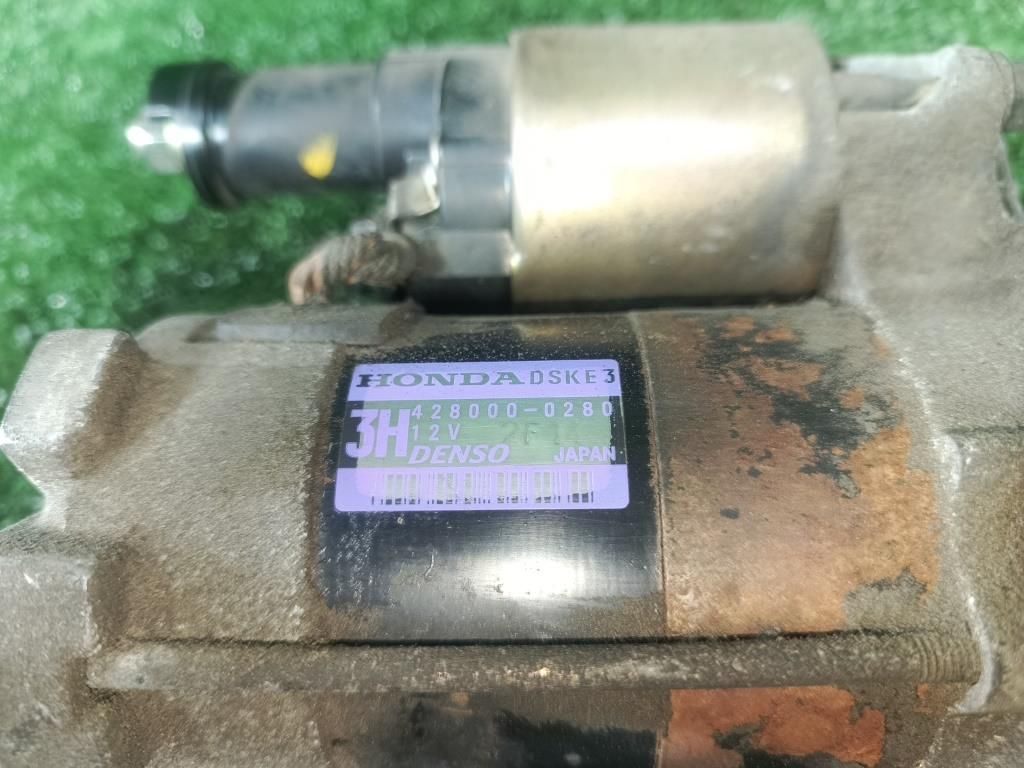 HONDA DSKE3
3H 428000-0280
12V
DENSO JAPAN